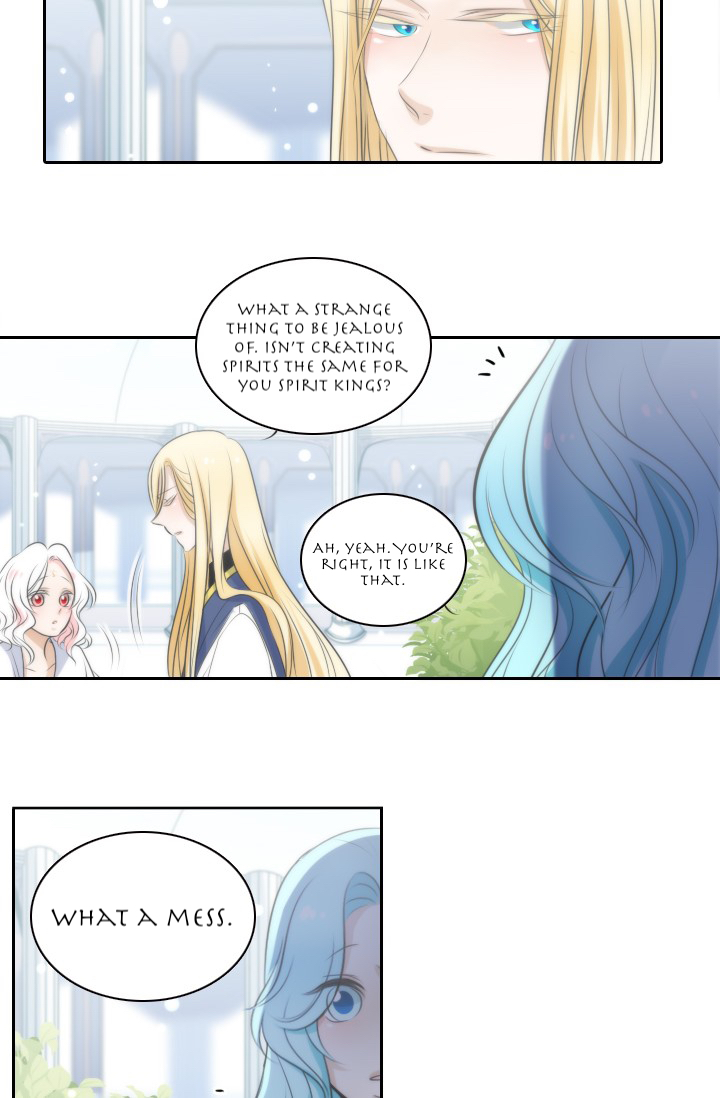 WHAT A STRANGE
THING TO BE JEALOUS
OF. ISN'T CREATING
SPIRITS THE SAME FOR
YOU SPIRIT KINGS?
AH, YEAH. YOU'RE
RIGHT, IT IS LIKE
THAT.
WHAT A MESS.